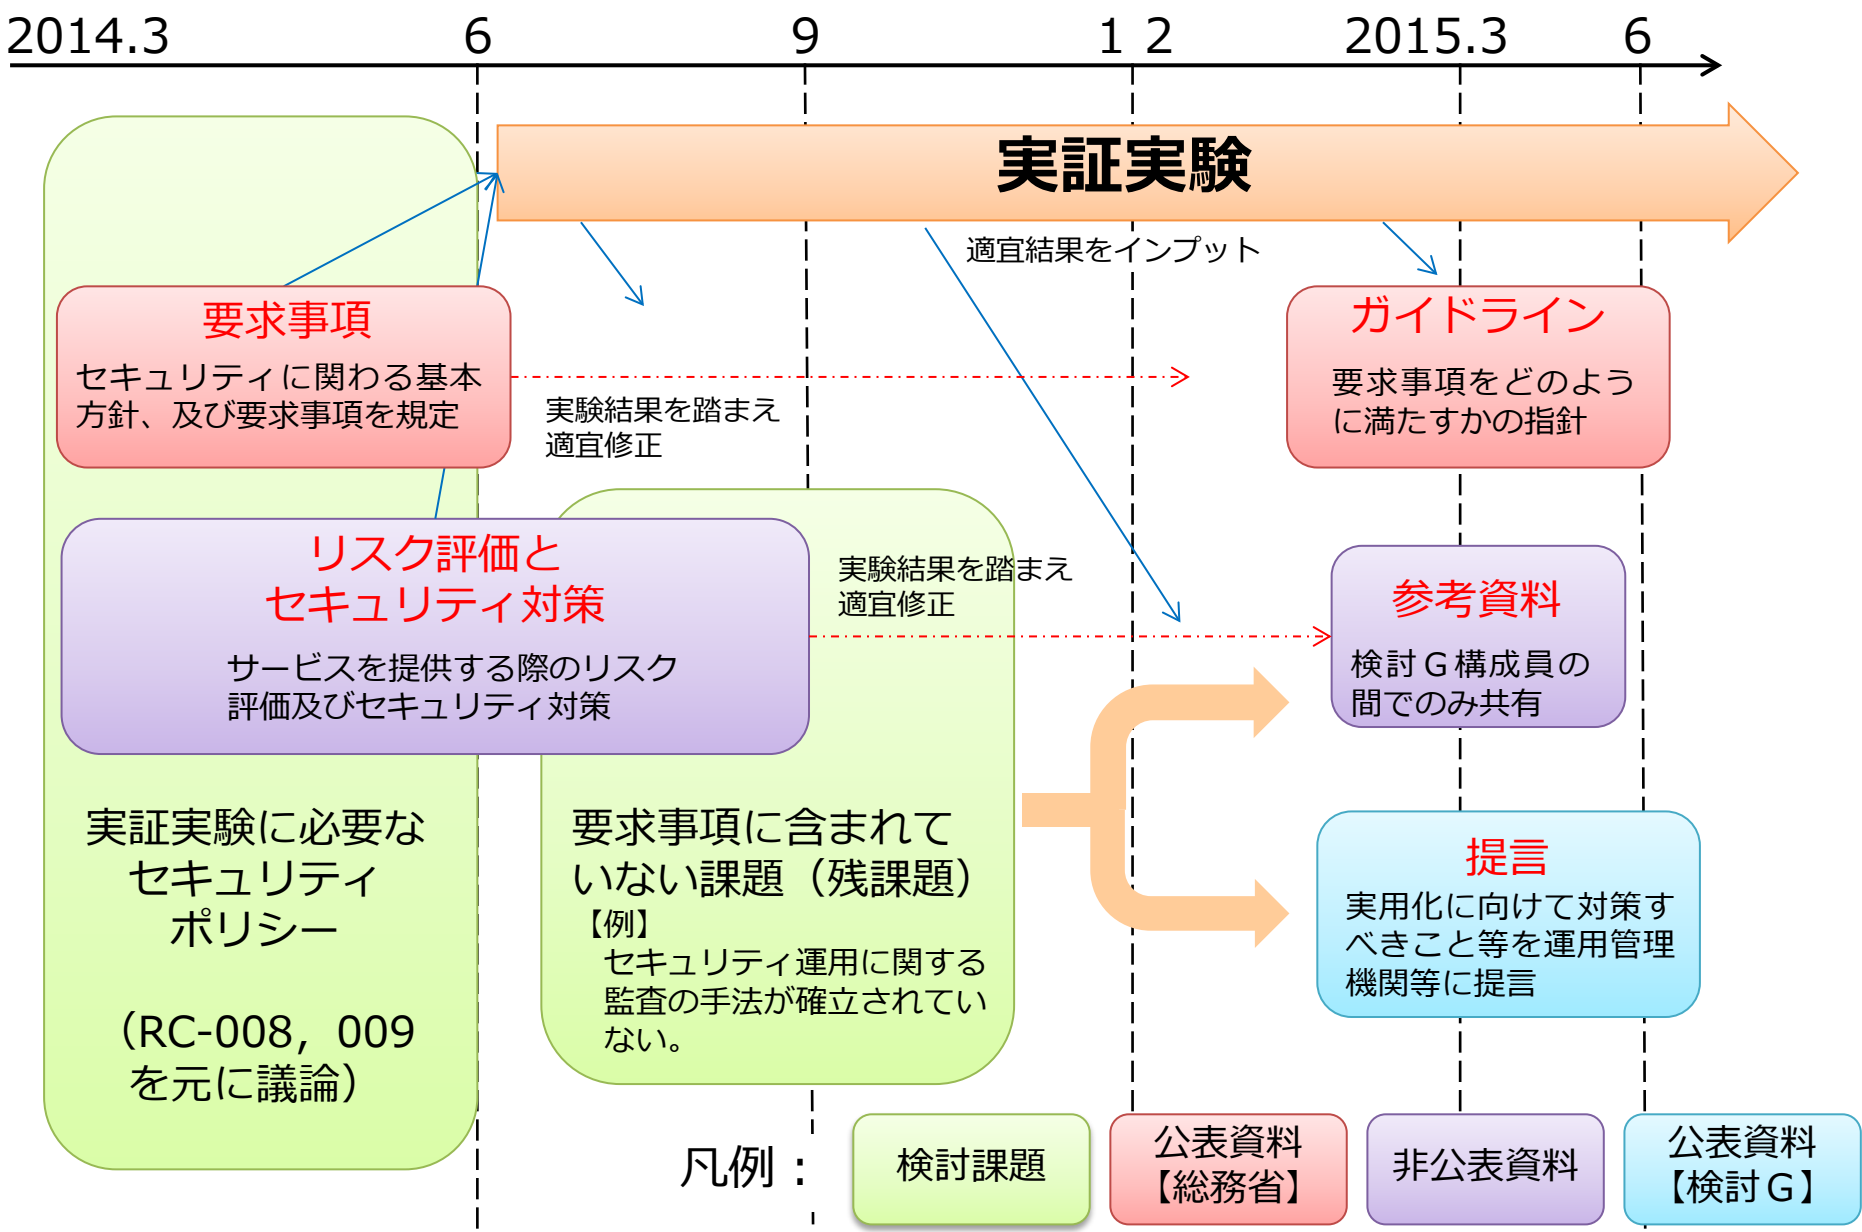 2014.3
6
9
１２
2015.3
6
実証実験
適宜結果をインプット
要求事項
セキュリティに関わる基本
方針、及び要求事項を規定
実験結果を踏まえ
適宜修正
ガイドライン
要求事項をどのよう
に満たすかの指針
リスク評価と
セキュリティ対策
サービスを提供する際のリスク
評価及びセキュリティ対策
実験結果を踏まえ
適宜修正
参考資料
検討Ｇ構成員の
間でのみ共有
実証実験に必要な
セキュリティ
ポリシー
（RC-008，009
を元に議論）
要求事項に含まれて
いない課題（残課題）
【例】
セキュリティ運用に関する
監査の手法が確立されてい
ない。
提言
実用化に向けて対策す
べきこと等を運用管理
機関等に提言
凡例：
検討課題
公表資料
【総務省】
非公表資料
公表資料
【検討Ｇ】